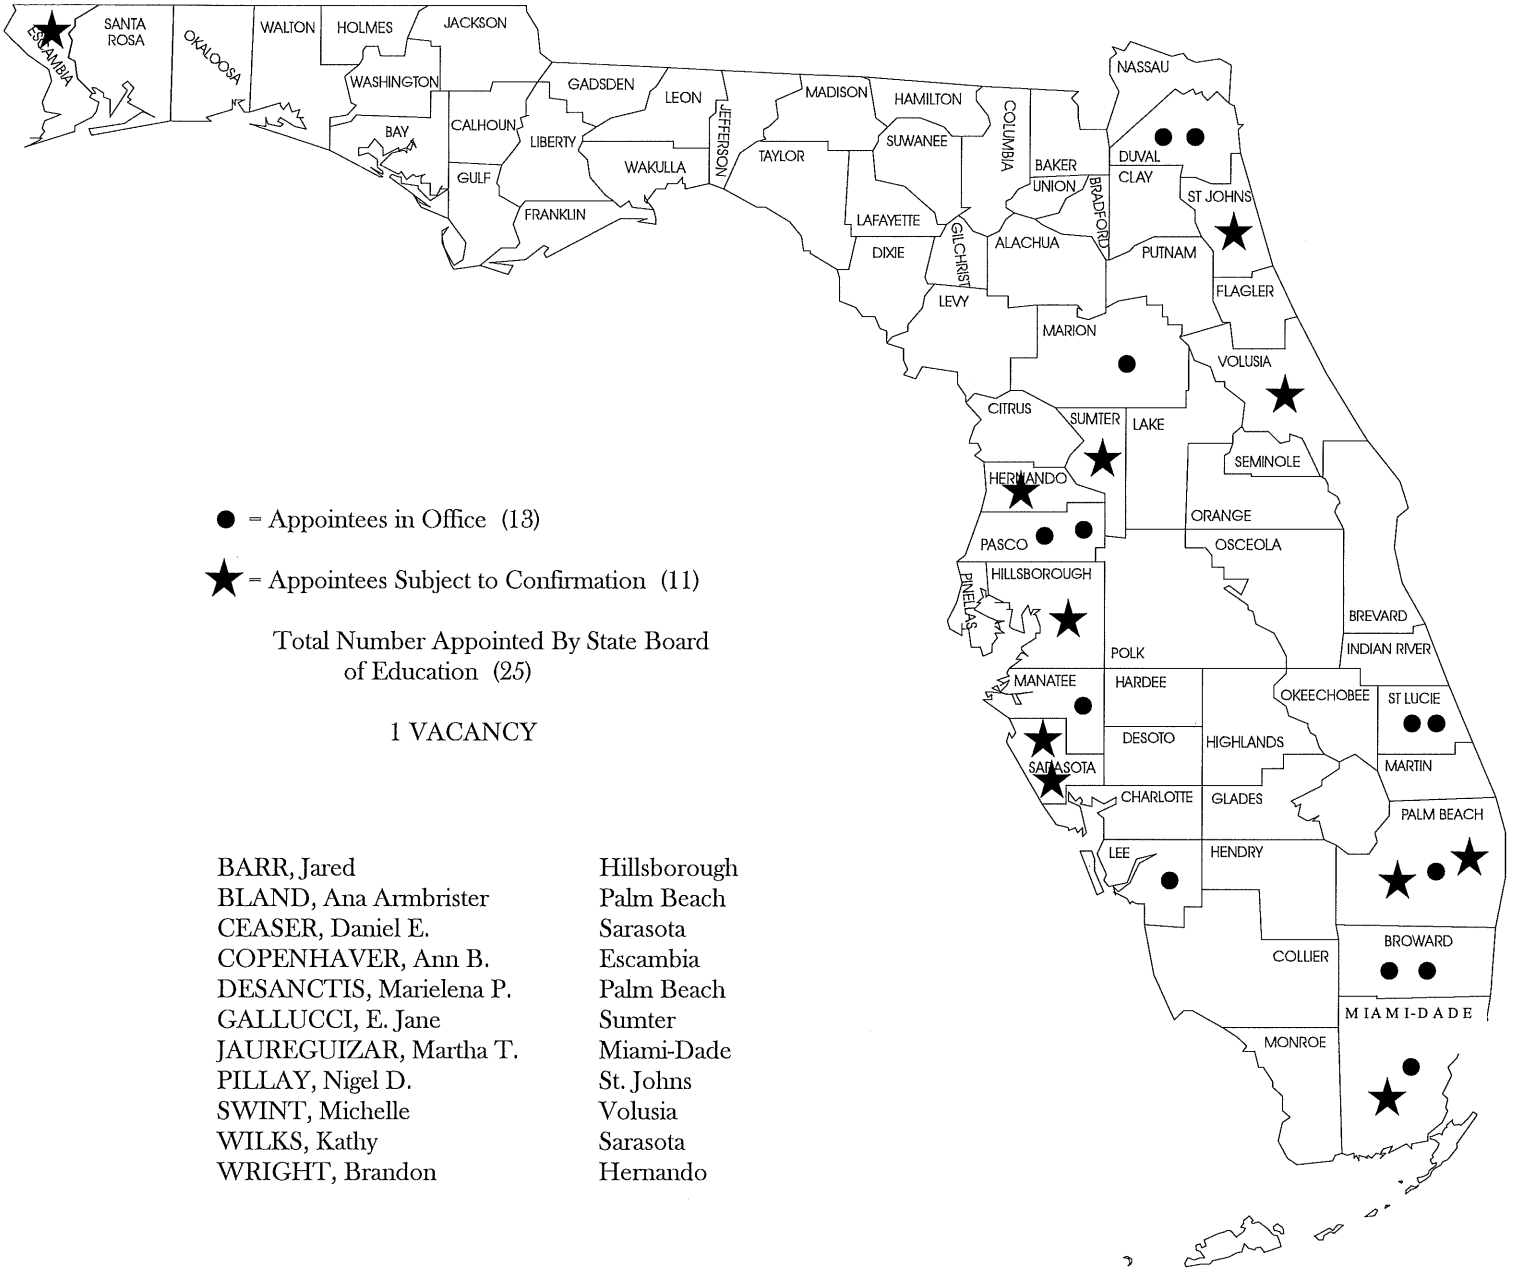 ESCAMBIA
SANTA
ROSA
OKALOOSA
WALTON
HOLMES
JACKSON
WASHINGTON
BAY
CALHOUN
GULF
GADSDEN
LIBERTY
FRANKLIN
LEON
WAKULLA
JEFFERSON
TAYLOR
MADISON
HAMILTON
SUWANEE
LAFAYETTE
DIXIE
GILCHRIST
COLUMBIA
BAKER
UNION
BRADFORD
ALACHUA
LEVY
NASSAU
DUVAL
CLAY
ST JOHNS
PUTNAM
FLAGLER
MARION
VOLUSIA
CITRUS
SUMTER
LAKE
SEMINOLE
HERNANDO
ORANGE
PASCO
OSCEOLA
HILLSBOROUGH
PINELLAS
POLK
BREVARD
INDIAN RIVER
MANATEE
HARDEE
OKEECHOBEE
ST LUCIE
DESOTO
HIGHLANDS
SARASOTA
MARTIN
CHARLOTTE
GLADES
PALM BEACH
LEE
HENDRY
BROWARD
COLLIER
MIAMI-DADE
MONROE
= Appointees in Office (13)
= Appointees Subject to Confirmation (11)
Total Number Appointed By State Board
of Education (25)
1 VACANCY
BARR, Jared Hillsborough
BLAND, Ana Armbrister Palm Beach
CEASER, Daniel E. Sarasota
COPENHAVER, Ann B. Escambia
DESANCTIS, Marielena P. Palm Beach
GALLUCCI, E. Jane Sumter
JAUREGUIZAR, Martha T. Miami-Dade
PILLAY, Nigel D. St. Johns
SWINT, Michelle Volusia
WILKS, Kathy Sarasota
WRIGHT, Brandon Hernando